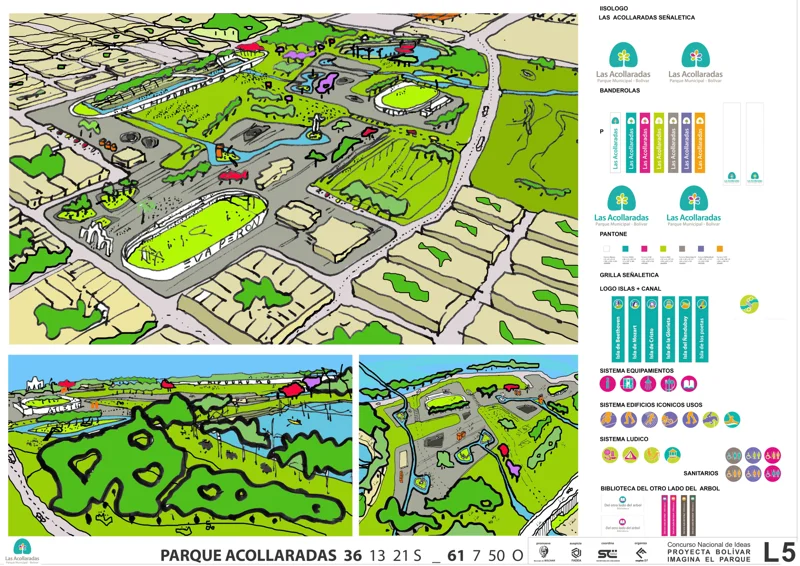 IISOLOGO
LAS ACOLLARADAS SEÑALETICA
Las Acollaradas
Parque Municipal - Bolívar
Las Acollaradas
Parque Municipal - Bolívar
BANDEROLAS
P
Las Acollaradas
Las Acollaradas
Las Acollaradas
Las Acollaradas
Las Acollaradas
Las Acollaradas
Las Acollaradas
Las Acollaradas
Parque Municipal - Bolívar
Las Acollaradas
Parque Municipal - Bolívar
PANTONE
GRILLA SEÑALETICA
LOGO ISLAS + CANAL
Isla de Beethoven
Isla de Mozart
Isla de Cristo
Isla de la Glorieta
Isla del Ñandubay
Isla de los poetas
SISTEMA EQUIPAMIENTOS
SISTEMA EDIFICIOS ICONICOS USOS
SISTEMA LUDICO
SANITARIOS
BIBLIOTECA DEL OTRO LADO DEL ARBOL
EVA PERON
Las Acollaradas
PARQUE ACOLLARADAS 36 13 21 S _ 61 7 50 O
promueve
auspicia
coordina
organiza
Concurso Nacional de Ideas
PROYECTA BOLÍVAR
IMAGINA EL PARQUE
L5